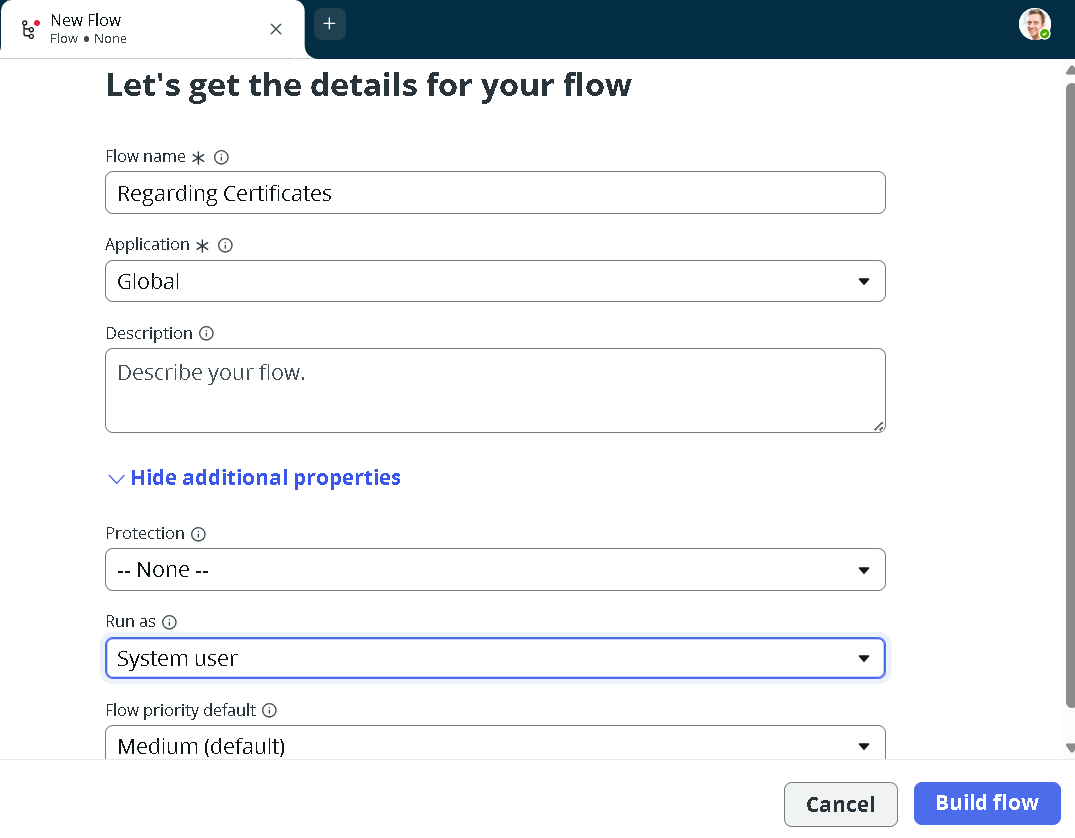 New Flow
Flow • None
Let's get the details for your flow
Flow name *
Regarding Certificates
Application *
Global
Description
Describe your flow.
Hide additional properties
Protection
-- None --
Run as
System user
Flow priority default
Medium (default)
Cancel
Build flow